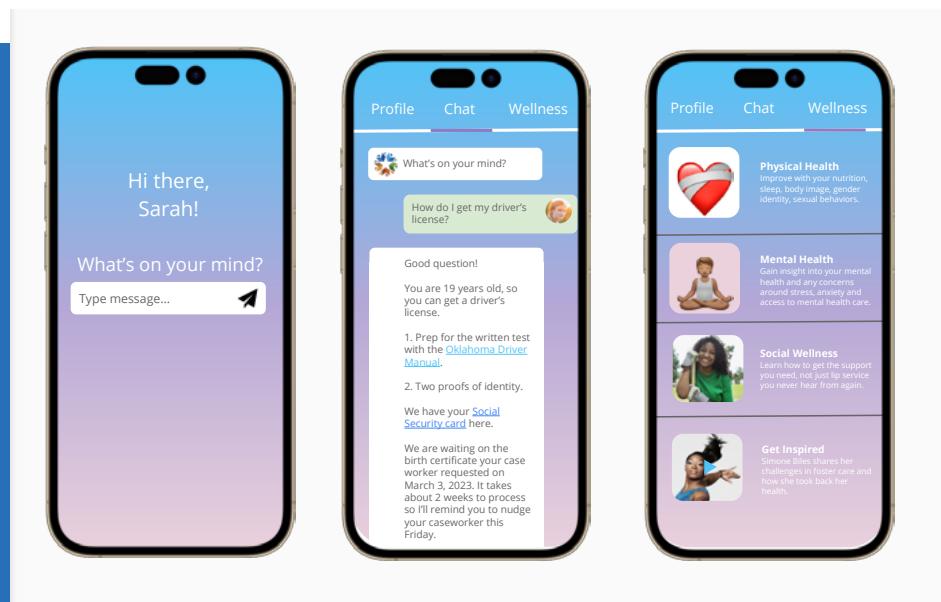 Hi there,
Sarah!
What's on your mind?
Type message...
Profile Chat Wellness
What's on your mind?
How do I get my driver's
license?
Good question!
You are 19 years old, so
you can get a driver's
license.
1. Prep for the written test
with the Oklahoma Driver
Manual.
2. Two proofs of identity.
We have your Social
Security card here.
We are waiting on the
birth certificate your case
worker requested on
March 3, 2023. It takes
about 2 weeks to process
so I'll remind you to nudge
your caseworker this
Friday.
Profile Chat Wellness
Physical Health
Improve with your nutrition,
sleep, body image, gender
identity, sexual behaviors.
Mental Health
Gain insight into your mental
health and any concerns
around stress, anxiety and
access to mental health care.
Social Wellness
Learn how to get the support
you need, not just lip service
you never hear from again.
Get Inspired
Simone Biles shares her
challenges in foster care and
how she took back her
health.